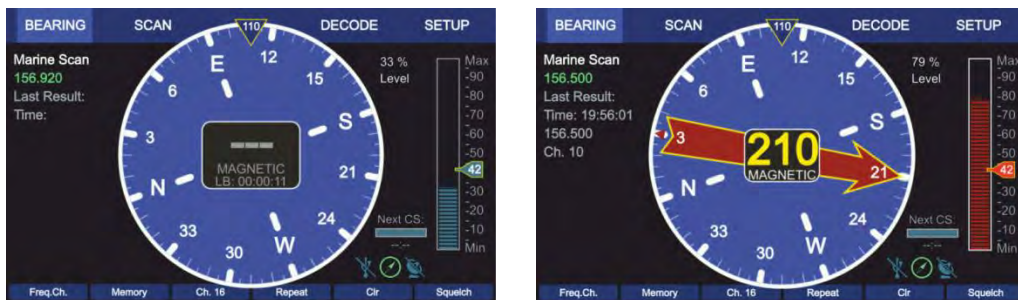 BEARING SCAN DECODE SETUP
110
Marine Scan
156.920
Last Result:
Time:
33 %
Level
Max
-90
-80
-70
-60
-50
42
-30
-20
-10
Min
E
12
15
S
21
24
W
30
33
N
3
6
---
MAGNETIC
LB: 00:00:11
Next CS:
--:--
Freq.Ch. Memory Ch. 16 Repeat Clr Squelch
BEARING SCAN DECODE SETUP
110
Marine Scan
156.500
Last Result:
Time: 19:56:01
156.500
Ch. 10
79 %
Level
Max
-90
-80
-70
-60
-50
42
-30
-20
-10
Min
E
12
15
S
21
24
W
30
33
N
3
6
210
MAGNETIC
Next CS:
--:--
Freq.Ch. Memory Ch. 16 Repeat Clr Squelch